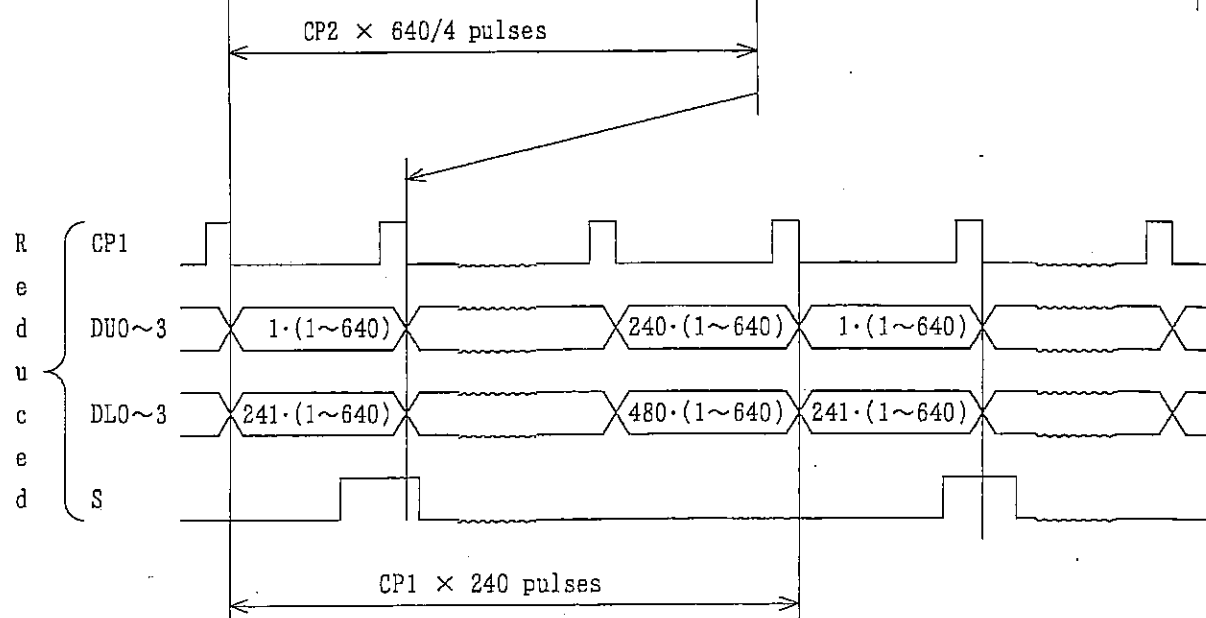 CP2 × 640/4 pulses
Reduced
CP1
DU0～3 1·(1～640) 240·(1～640) 1·(1～640)
DL0～3 241·(1～640) 480·(1～640) 241·(1～640)
S
CP1 × 240 pulses